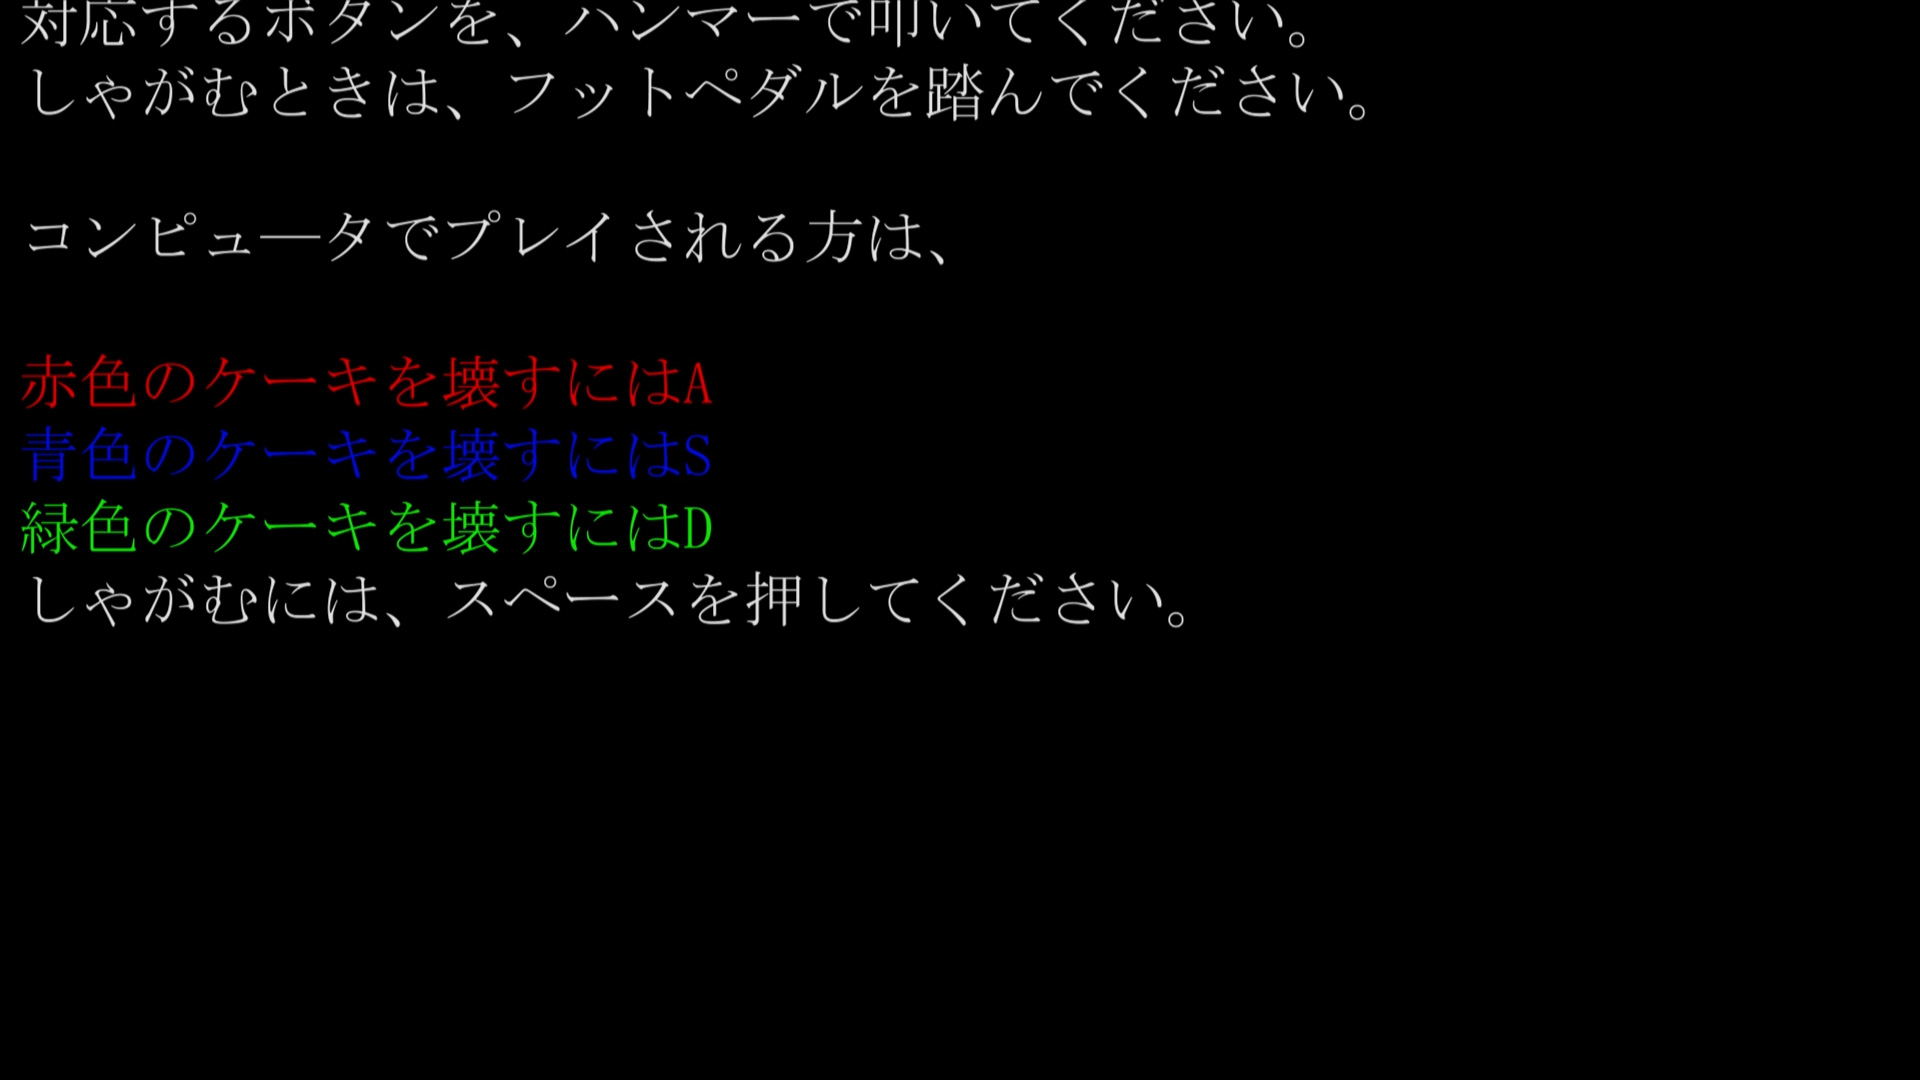 対応するボタンを、ハンマーで叩いてください。
しゃがむときは、フットペダルを踏んでください。
コンピュ―タでプレイされる方は、
赤色のケーキを壊すにはA
青色のケーキを壊すにはS
緑色のケーキを壊すにはD
しゃがむには、スペースを押してください。